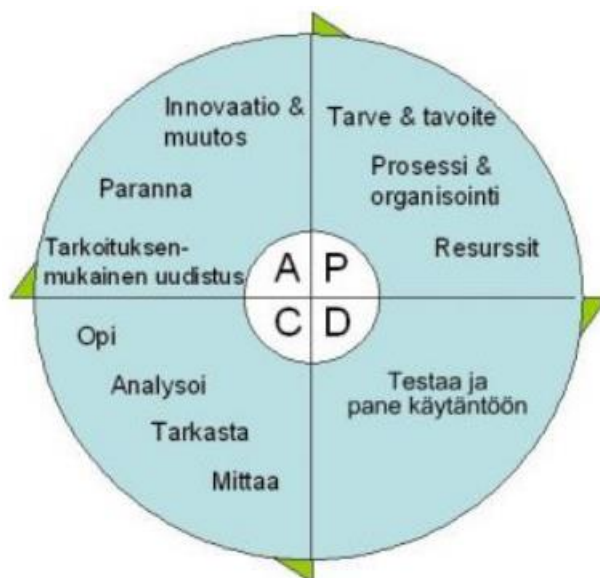 Innovaatio &
muutos
Paranna
Tarkoituksen-
mukainen uudistus
Tarve & tavoite
Prosessi &
organisointi
Resurssit
A P
C D
Opi
Analysoi
Tarkasta
Mittaa
Testaa ja
pane käytäntöön